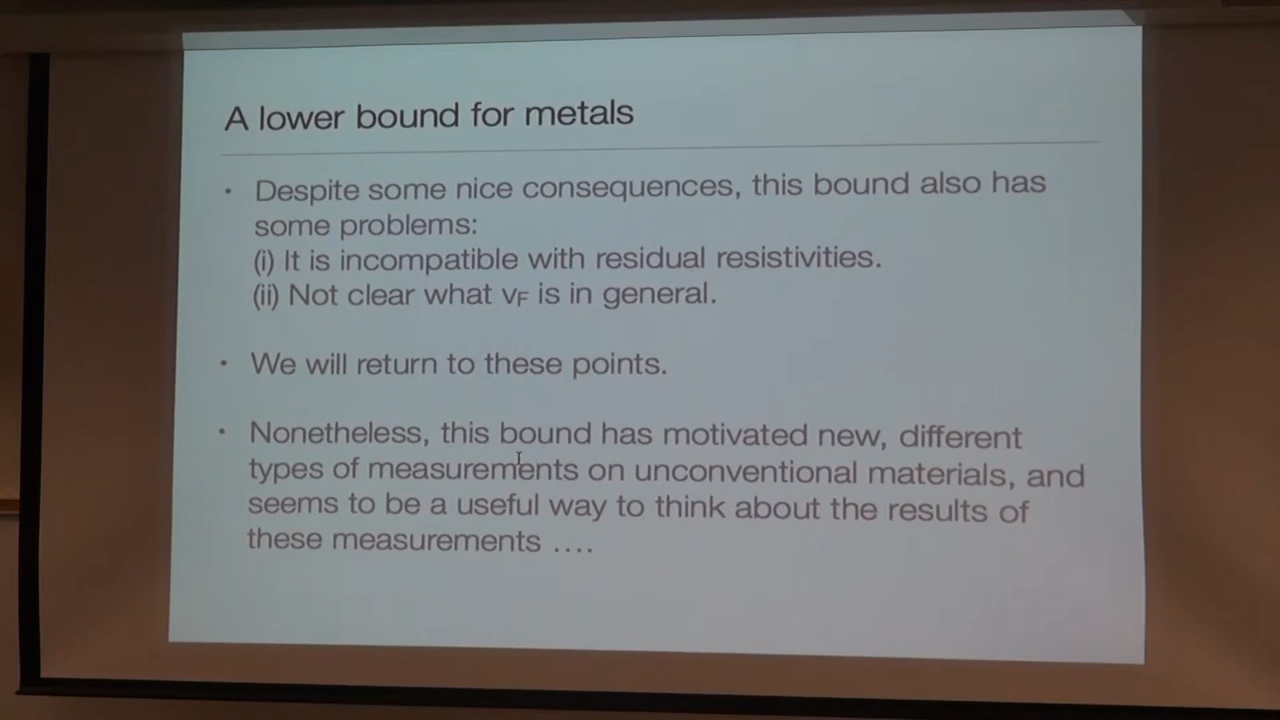 A lower bound for metals
• Despite some nice consequences, this bound also has
some problems:
(i) It is incompatible with residual resistivities.
(ii) Not clear what vF is in general.
• We will return to these points.
• Nonetheless, this bound has motivated new, different
types of measurements on unconventional materials, and
seems to be a useful way to think about the results of
these measurements ....